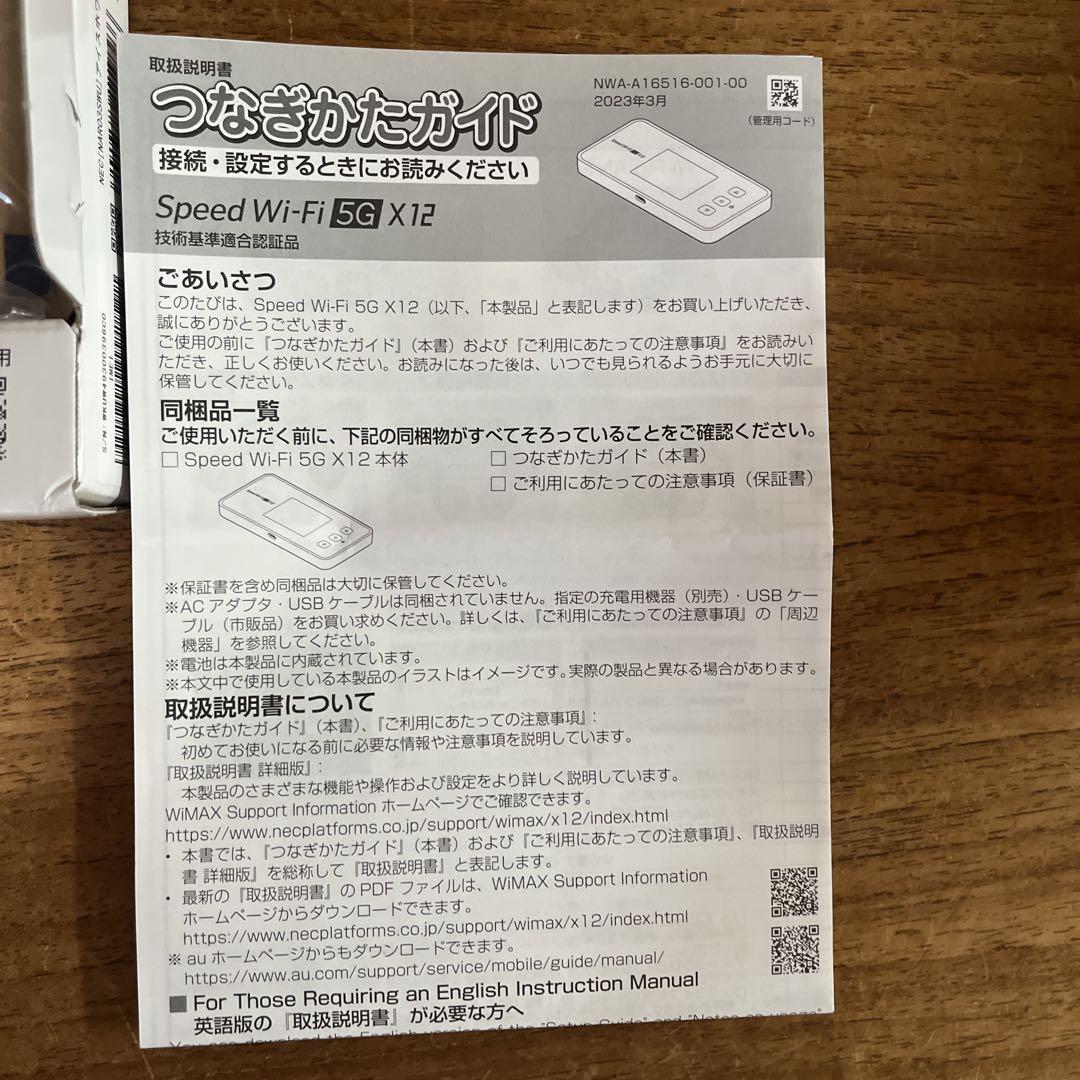 取扱説明書
つなぎかたガイド
接続・設定するときにお読みください
Speed Wi-Fi 5G X12
技術基準適合認証品
NWA-A16516-001-00
2023年3月
(管理用コード)
ごあいさつ
このたびは、Speed Wi-Fi 5G X12（以下、「本製品」と表記します）をお買い上げいただき、
誠にありがとうございます。
ご使用の前に『つなぎかたガイド』（本書）および『ご利用にあたっての注意事項』をお読みい
ただき、正しくお使いください。お読みになった後は、いつでも見られるようお手元に大切に
保管してください。
同梱品一覧
ご使用いただく前に、下記の同梱物がすべてそろっていることをご確認ください。
□ Speed Wi-Fi 5G X12 本体
□ つなぎかたガイド（本書）
□ ご利用にあたっての注意事項（保証書）
※保証書を含め同梱品は大切に保管してください。
※AC アダプタ・USB ケーブルは同梱されていません。指定の充電用機器（別売）・USB ケー
ブル（市販品）をお買い求めください。詳しくは、『ご利用にあたっての注意事項』の「周辺
機器」を参照してください。
※電池は本製品に内蔵されています。
※本文中で使用している本製品のイラストはイメージです。実際の製品と異なる場合があります。
取扱説明書について
『つなぎかたガイド』（本書）、『ご利用にあたっての注意事項』：
初めてお使いになる前に必要な情報や注意事項を説明しています。
『取扱説明書 詳細版』：
本製品のさまざまな機能や操作および設定をより詳しく説明しています。
WiMAX Support Information ホームページでご確認できます。
https://www.necplatforms.co.jp/support/wimax/x12/index.html
・本書では、『つなぎかたガイド』（本書）および『ご利用にあたっての注意事項』、『取扱説明
書 詳細版』を総称して『取扱説明書』と表記します。
・最新の『取扱説明書』の PDF ファイルは、WiMAX Support Information
ホームページからダウンロードできます。
https://www.necplatforms.co.jp/support/wimax/x12/index.html
※ au ホームページからもダウンロードできます。
https://www.au.com/support/service/mobile/guide/manual/
■ For Those Requiring an English Instruction Manual
英語版の『取扱説明書』が必要な方へ
You can download the English version of the "Setup Guide" and "Notes on usage"